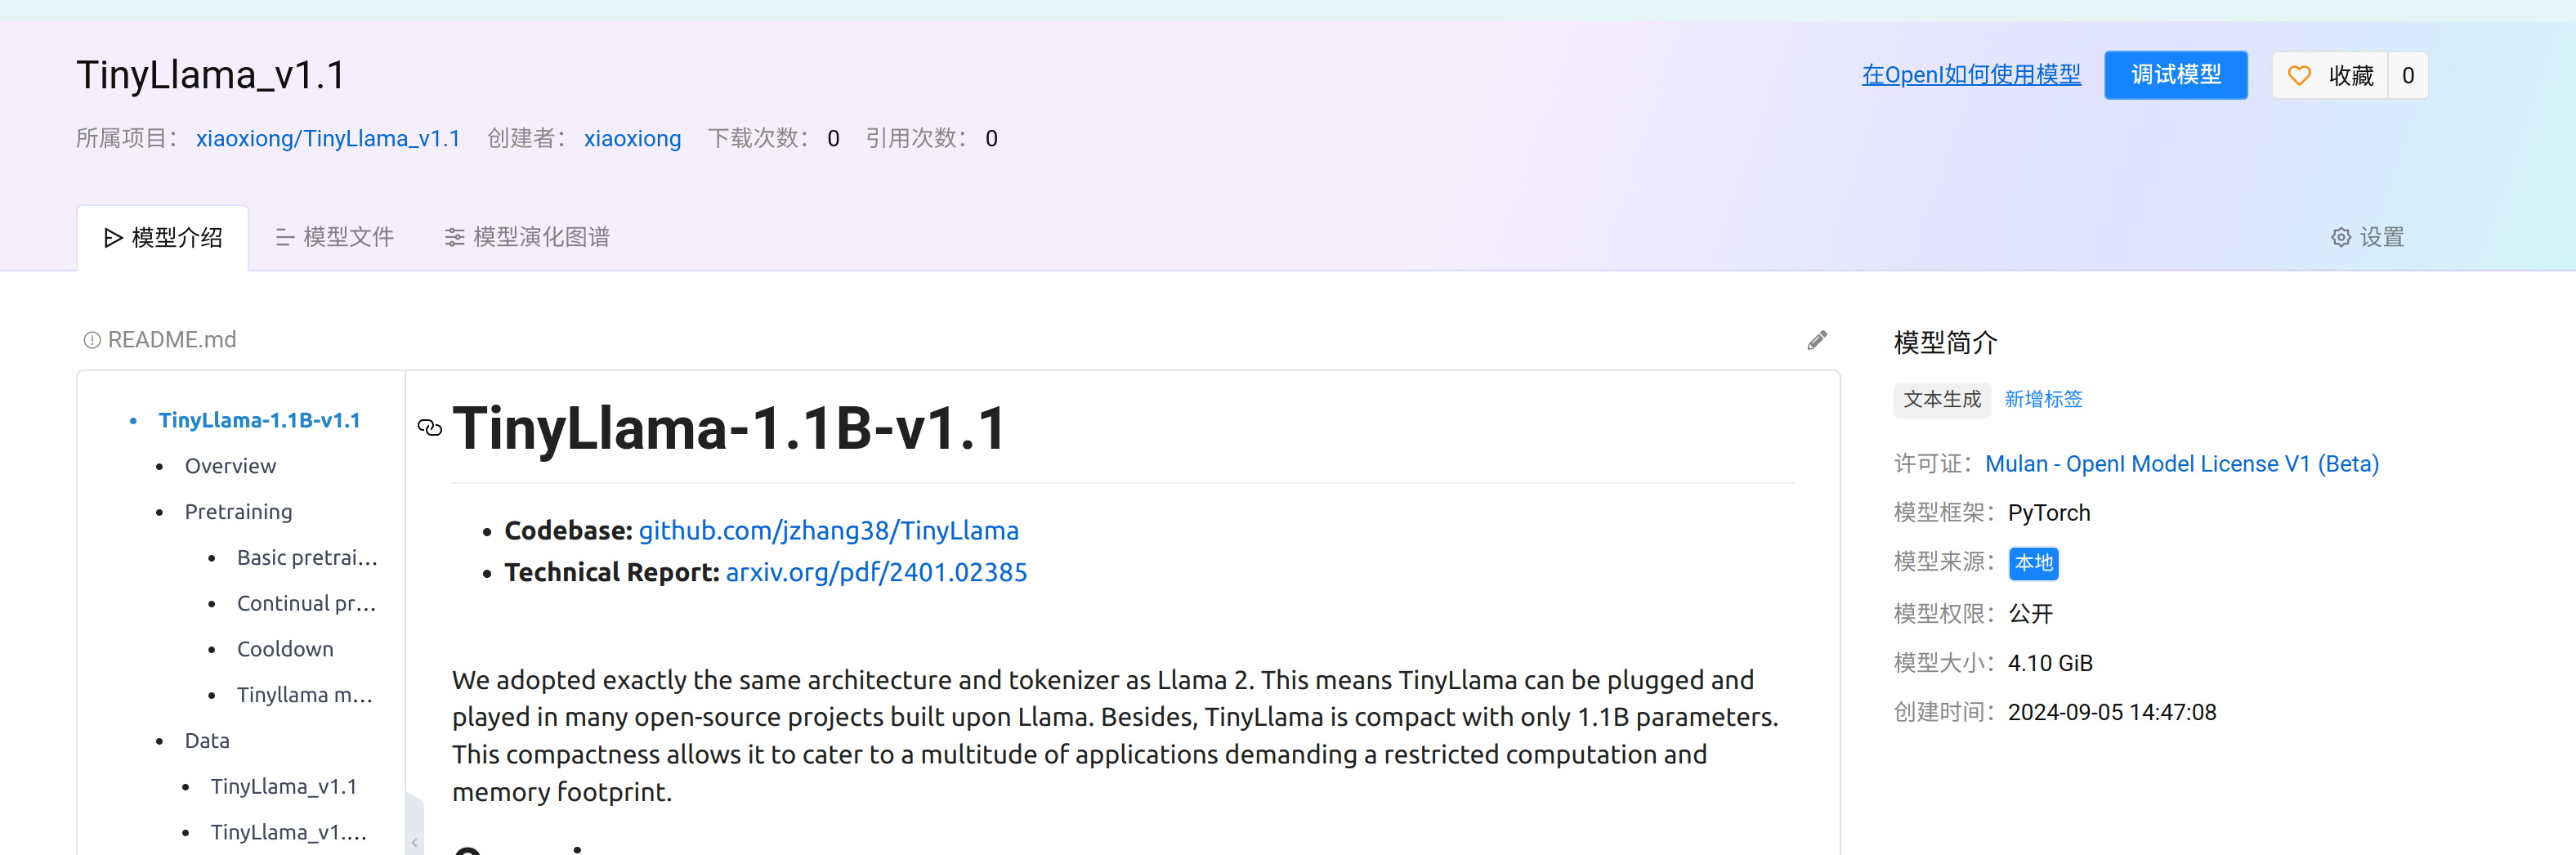 TinyLlama_v1.1
在OpenI如何使用模型
调试模型
收藏 0
所属项目： xiaoxiong/TinyLlama_v1.1 创建者： xiaoxiong 下载次数： 0 引用次数： 0
模型介绍 模型文件 模型演化图谱 设置
README.md
TinyLlama-1.1B-v1.1
Overview
Pretraining
Basic pretrai...
Continual pr...
Cooldown
Tinyllama m...
Data
TinyLlama_v1.1
TinyLlama_v1....
TinyLlama-1.1B-v1.1
Codebase: github.com/jzhang38/TinyLlama
Technical Report: arxiv.org/pdf/2401.02385
We adopted exactly the same architecture and tokenizer as Llama 2. This means TinyLlama can be plugged and
played in many open-source projects built upon Llama. Besides, TinyLlama is compact with only 1.1B parameters.
This compactness allows it to cater to a multitude of applications demanding a restricted computation and
memory footprint.
模型简介
文本生成 新增标签
许可证： Mulan - OpenI Model License V1 (Beta)
模型框架： PyTorch
模型来源： 本地
模型权限： 公开
模型大小： 4.10 GiB
创建时间： 2024-09-05 14:47:08